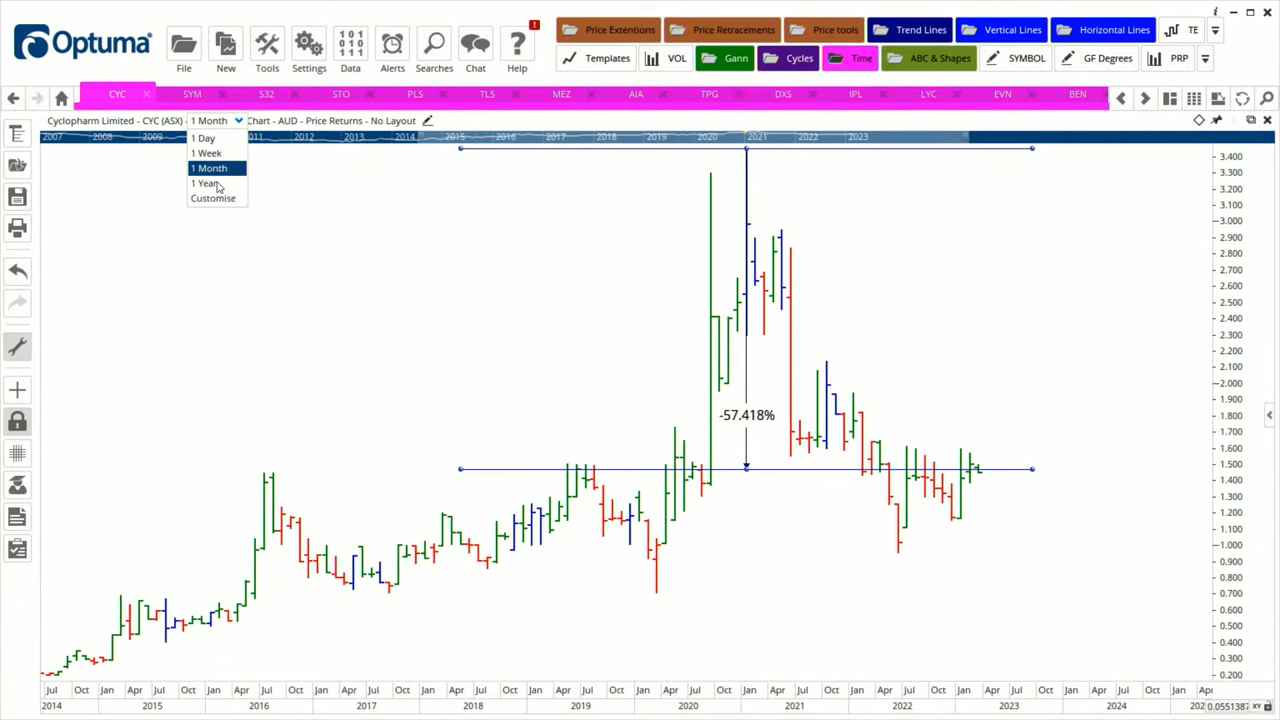 Optuma
File
New
Tools
Settings
Data
Alerts
Searches
Chat
Help
Price Extentions
Price Retracements
Price tools
Trend Lines
Vertical Lines
Horizontal Lines
TE
Templates
VOL
Gann
Cycles
Time
ABC & Shapes
SYMBOL
GF Degrees
PRP
CYC SYM S32 STO PLS TLS MEZ AIA TPG DXS IPL LYC EVN BEN
Cyclopharm Limited - CYC (ASX) - 1 Month Chart - AUD - Price Returns - No Layout
2007 2008 2009 2011 2012 2013 2014 2015 2016 2017 2018 2019 2020 2021 2022 2023
1 Day
1 Week
1 Month
1 Year
Customise
3.400
3.300
3.200
3.100
3.000
2.900
2.800
2.700
2.600
2.500
2.400
2.300
2.200
2.100
2.000
1.900
1.800
1.700
1.600
1.500
1.400
1.300
1.200
1.100
1.000
0.900
0.800
0.700
0.600
0.500
0.400
0.300
0.200
-57.418%
Jul Oct Jan Apr Jul Oct Jan Apr Jul Oct Jan Apr Jul Oct Jan Apr Jul Oct Jan Apr Jul Oct Jan Apr Jul Oct Jan Apr Jul Oct Jan Apr Jul Oct Jan Apr Jul Oct Jan Apr Jul Oct Jan
2014 2015 2016 2017 2018 2019 2020 2021 2022 2023 2024
0.0551387 XY